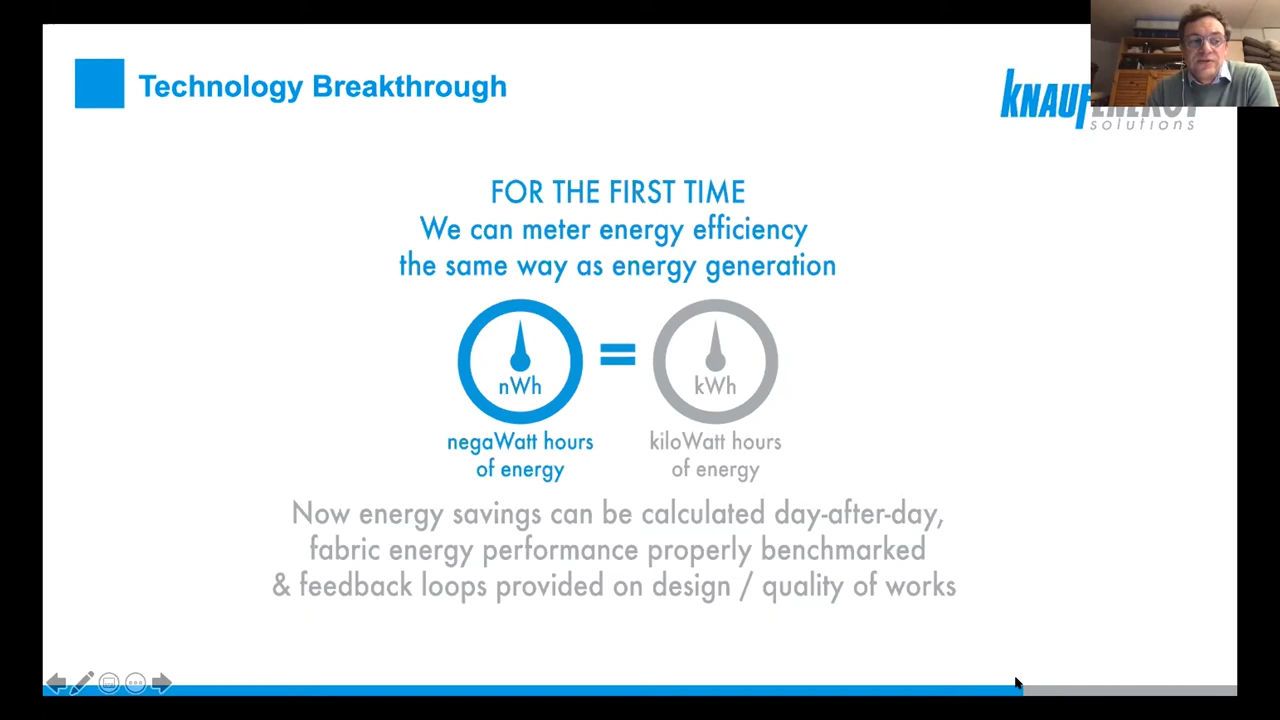 Technology Breakthrough
KNAUF ENERGY
solutions
FOR THE FIRST TIME
We can meter energy efficiency
the same way as energy generation
nWh = kWh
negaWatt hours kiloWatt hours
of energy of energy
Now energy savings can be calculated day-after-day,
fabric energy performance properly benchmarked
& feedback loops provided on design / quality of works